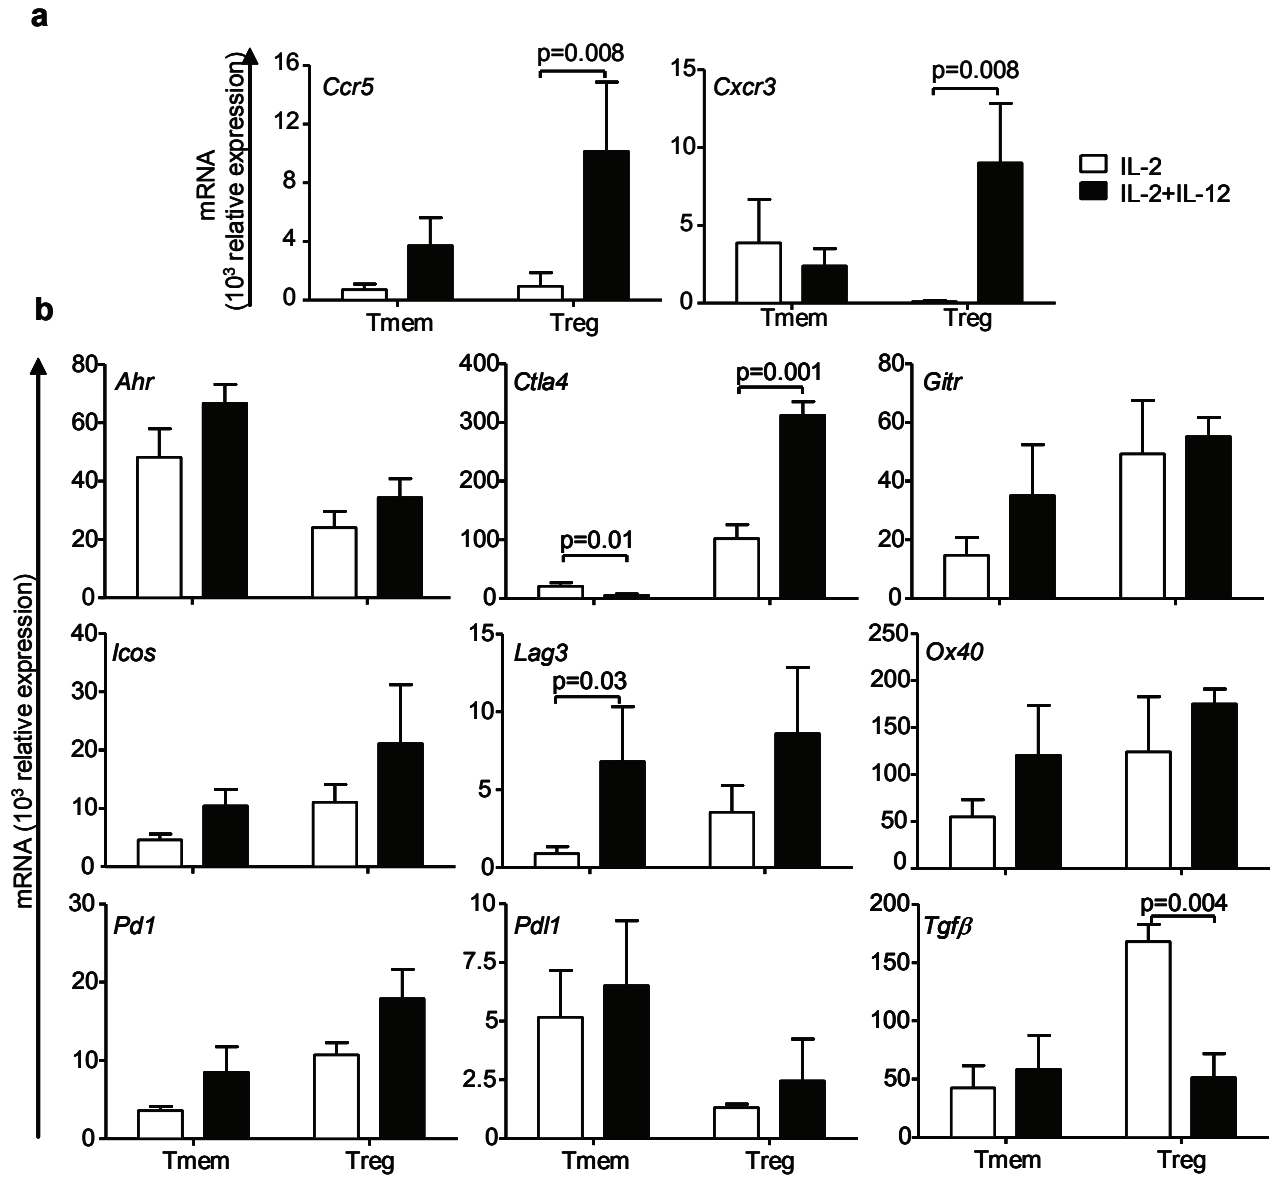 a
mRNA
(10³ relative expression)
16
12
8
4
0
Ccr5
p=0.008
Tmem Treg
15
10
5
0
Cxcr3
p=0.008
Tmem Treg
IL-2
IL-2+IL-12
b
mRNA (10³ relative expression)
80
60
40
20
0
Ahr
400
300
200
100
0
Ctla4
p=0.01
p=0.001
80
60
40
20
0
Gitr
40
30
20
10
0
Icos
15
10
5
0
Lag3
p=0.03
250
200
150
100
50
0
Ox40
30
20
10
0
Pd1
Tmem Treg
10
7.5
5
2.5
0
Pdl1
Tmem Treg
200
150
100
50
0
Tgfβ
p=0.004
Tmem Treg